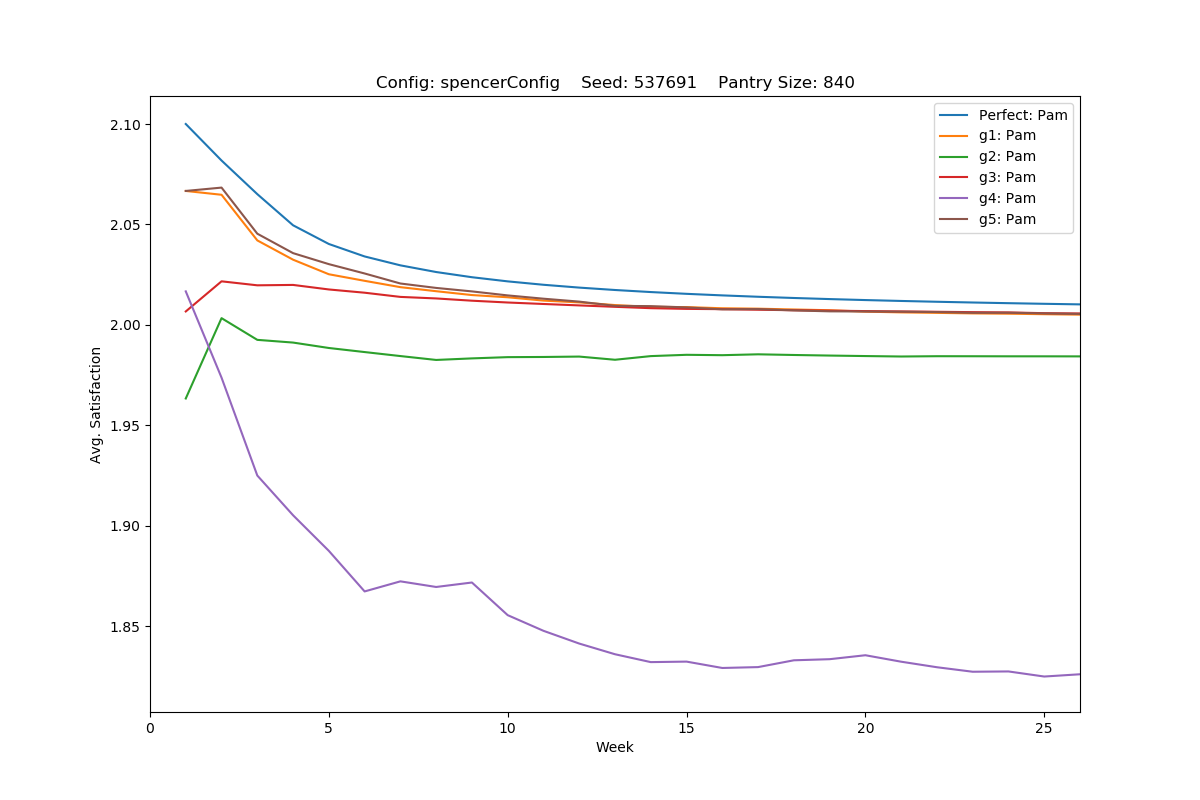 Config: spencerConfig    Seed: 537691    Pantry Size: 840
Perfect: Pam
g1: Pam
g2: Pam
g3: Pam
g4: Pam
g5: Pam
2.10
2.05
2.00
1.95
1.90
1.85
Avg. Satisfaction
0
5
10
15
20
25
Week